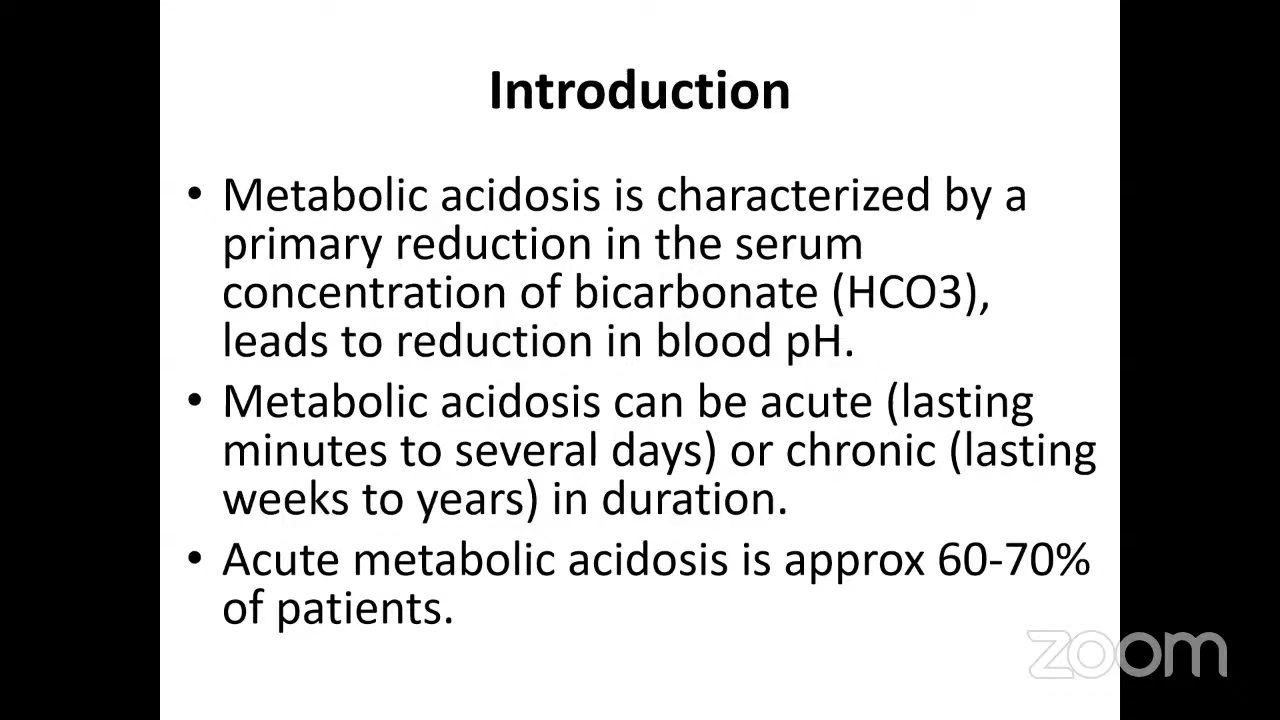 Introduction
• Metabolic acidosis is characterized by a
primary reduction in the serum
concentration of bicarbonate (HCO3),
leads to reduction in blood pH.
• Metabolic acidosis can be acute (lasting
minutes to several days) or chronic (lasting
weeks to years) in duration.
• Acute metabolic acidosis is approx 60-70%
of patients.
zoom